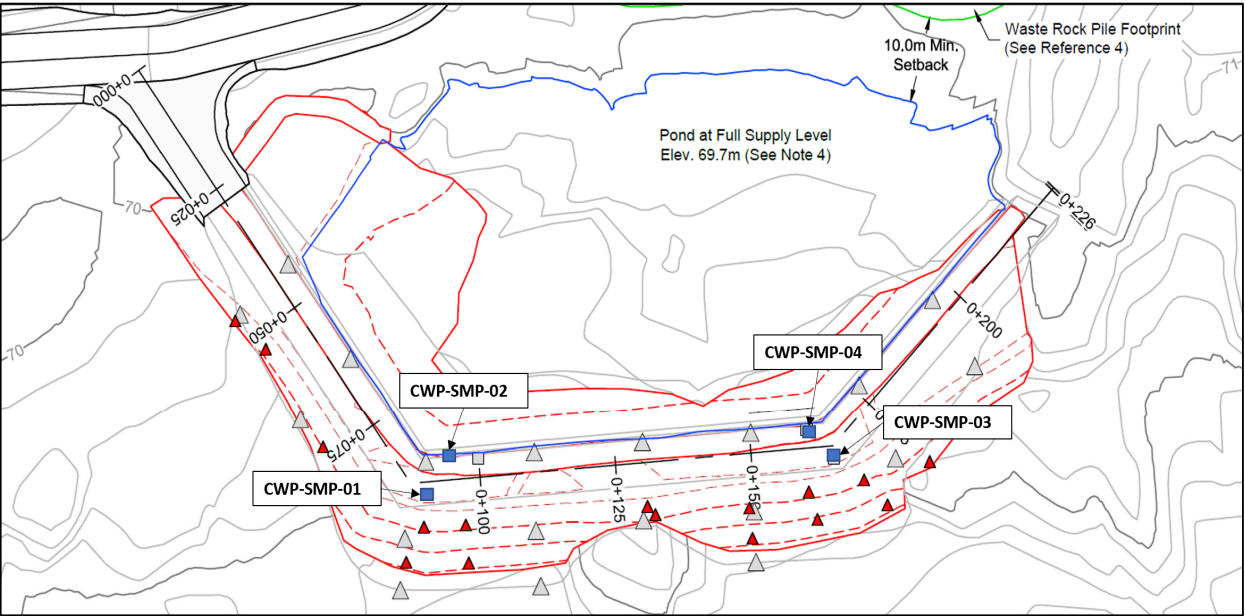 Waste Rock Pile Footprint
(See Reference 4)
10.0m Min.
Setback
71
0+000
Pond at Full Supply Level
Elev. 69.7m (See Note 4)
70
0+025
0+226
0+050
0+200
70
CWP-SMP-04
CWP-SMP-02
CWP-SMP-03
0+075
CWP-SMP-01
0+100
0+125